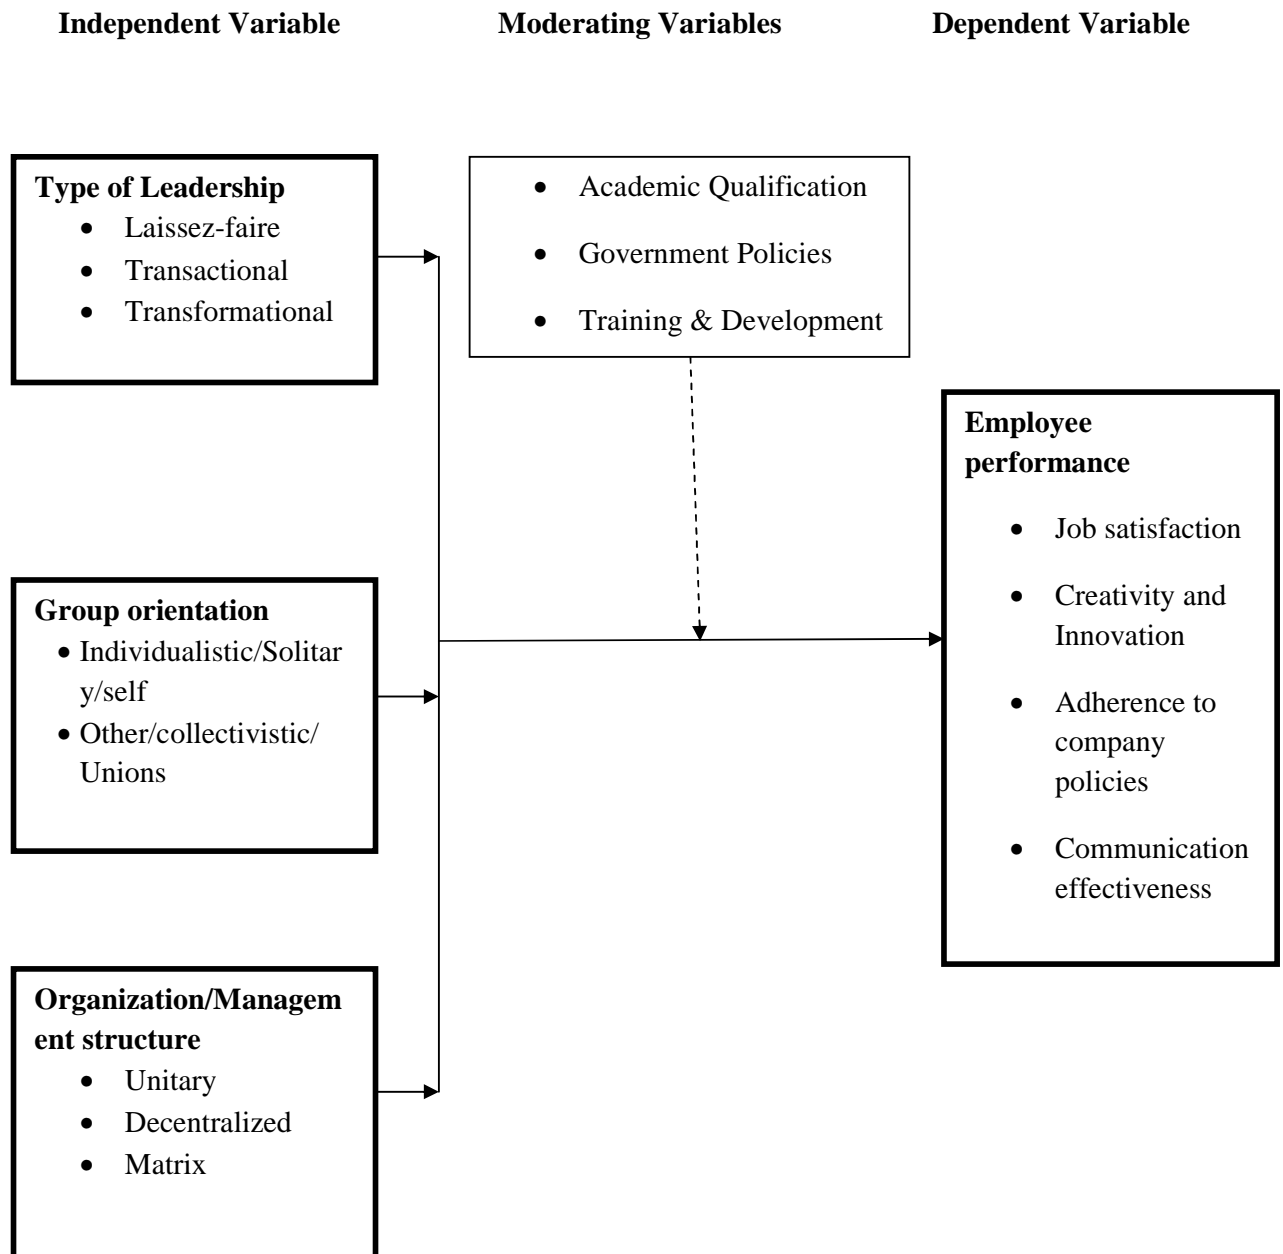 Independent Variable
Moderating Variables
Dependent Variable
Type of Leadership
• Laissez-faire
• Transactional
• Transformational
• Academic Qualification
• Government Policies
• Training & Development
Group orientation
• Individualistic/Solitar
y/self
• Other/collectivistic/
Unions
Employee
performance
• Job satisfaction
• Creativity and
Innovation
• Adherence to
company
policies
• Communication
effectiveness
Organization/Managem
ent structure
• Unitary
• Decentralized
• Matrix